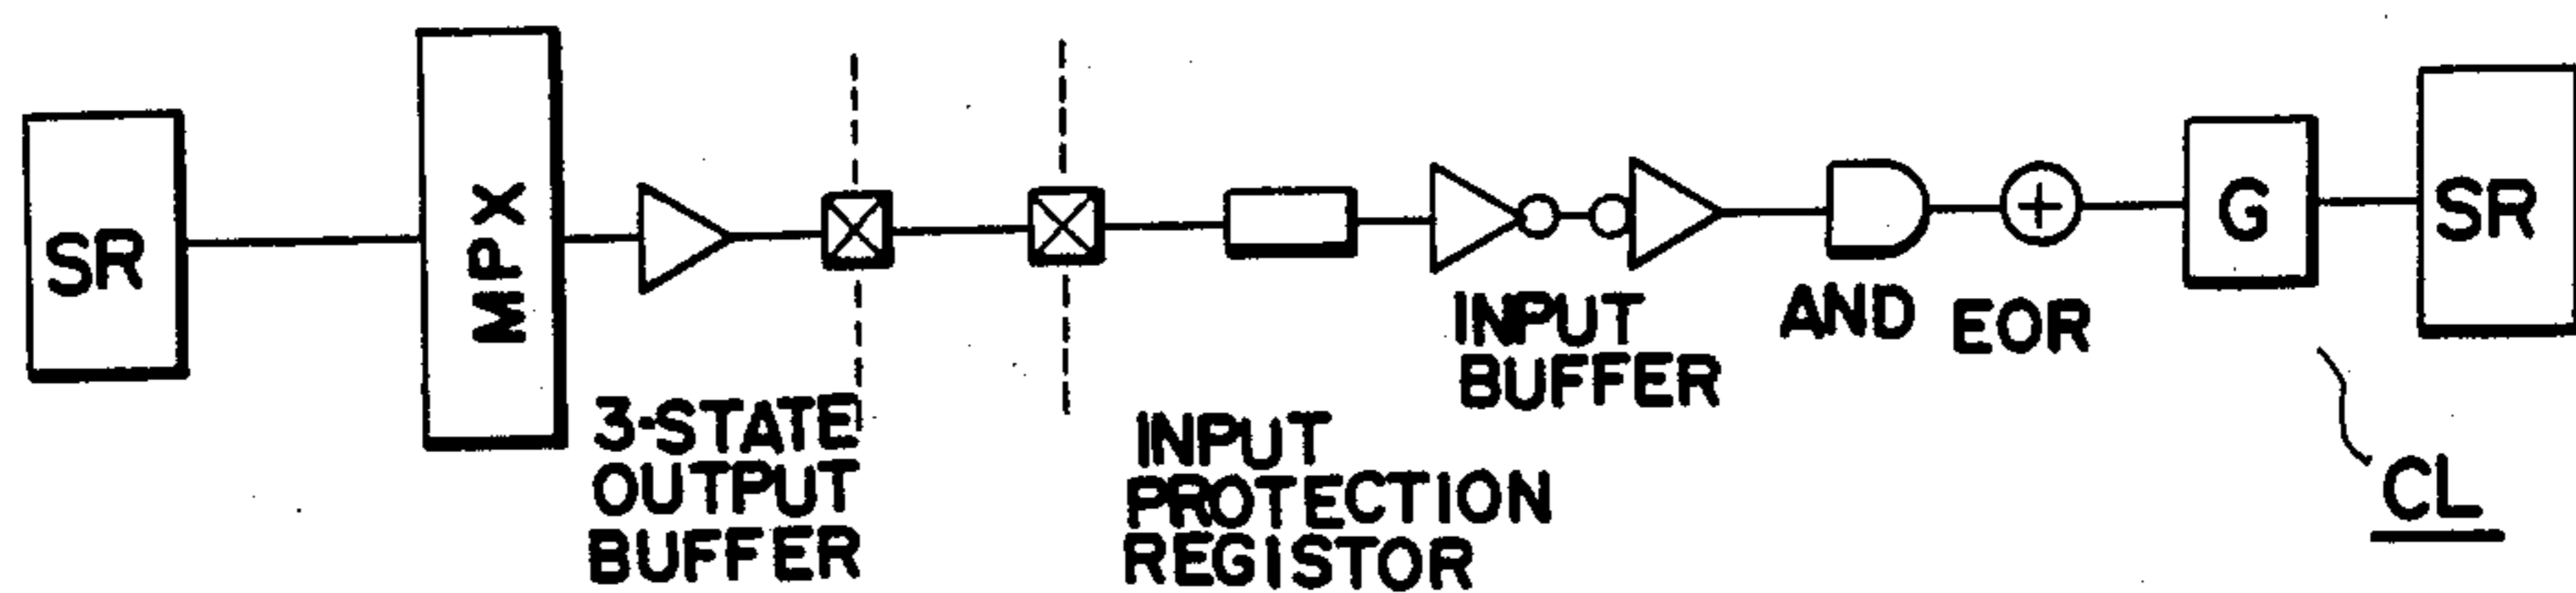 SR
MPX
3-STATE
OUTPUT
BUFFER
INPUT
PROTECTION
REGISTOR
INPUT
BUFFER
AND
EOR
G
SR
CL